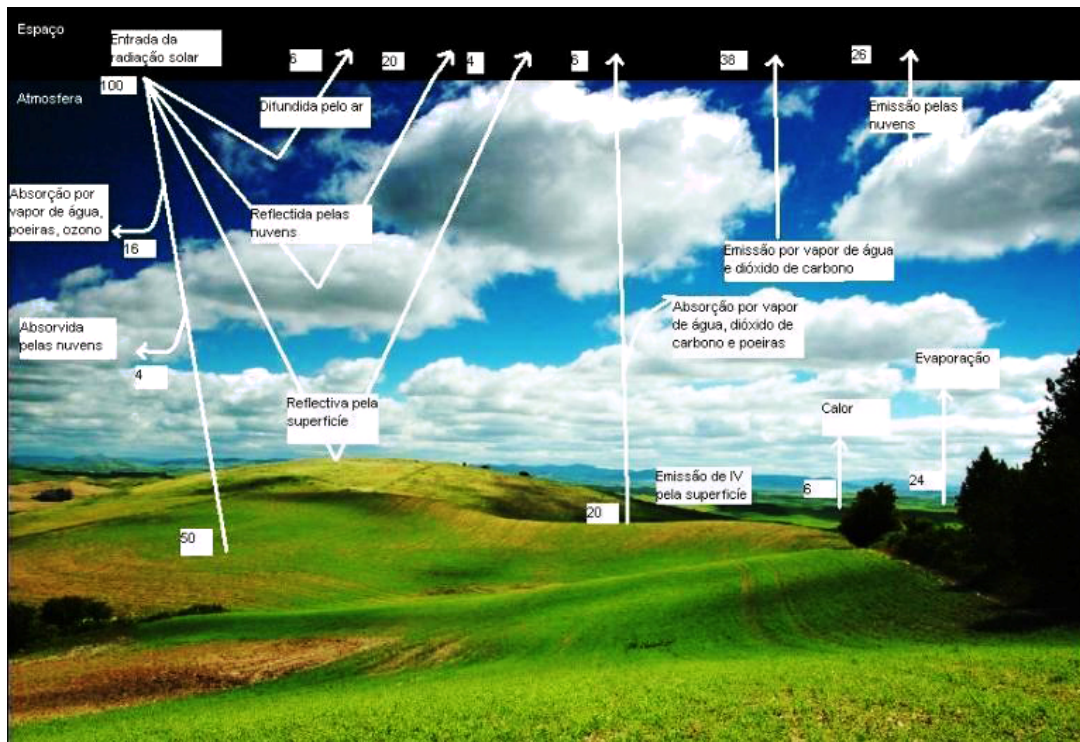 Espaço
Entrada da
radiação solar
6
20
4
6
38
26
100
Atmosfera
Difundida pelo ar
Emissão pelas
nuvens
Absorção por
vapor de água,
poeiras, ozono
16
Reflectida pelas
nuvens
Emissão por vapor de água
e dióxido de carbono
Absorção por vapor
de água, dióxido de
carbono e poeiras
Absorvida
pelas nuvens
4
Evaporação
Reflectiva pela
superficíe
Calor
Emissão de IV
pela superficíe
6
24
20
50